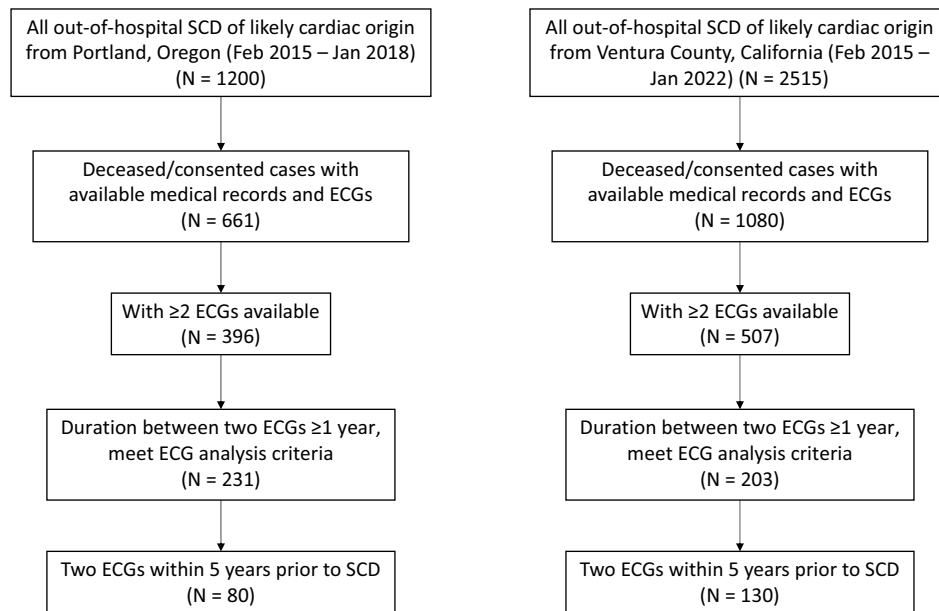 All out-of-hospital SCD of likely cardiac origin
from Portland, Oregon (Feb 2015 – Jan 2018)
(N = 1200)
Deceased/consented cases with
available medical records and ECGs
(N = 661)
With ≥2 ECGs available
(N = 396)
Duration between two ECGs ≥1 year,
meet ECG analysis criteria
(N = 231)
Two ECGs within 5 years prior to SCD
(N = 80)
All out-of-hospital SCD of likely cardiac origin
from Ventura County, California (Feb 2015 –
Jan 2022) (N = 2515)
Deceased/consented cases with
available medical records and ECGs
(N = 1080)
With ≥2 ECGs available
(N = 507)
Duration between two ECGs ≥1 year,
meet ECG analysis criteria
(N = 203)
Two ECGs within 5 years prior to SCD
(N = 130)